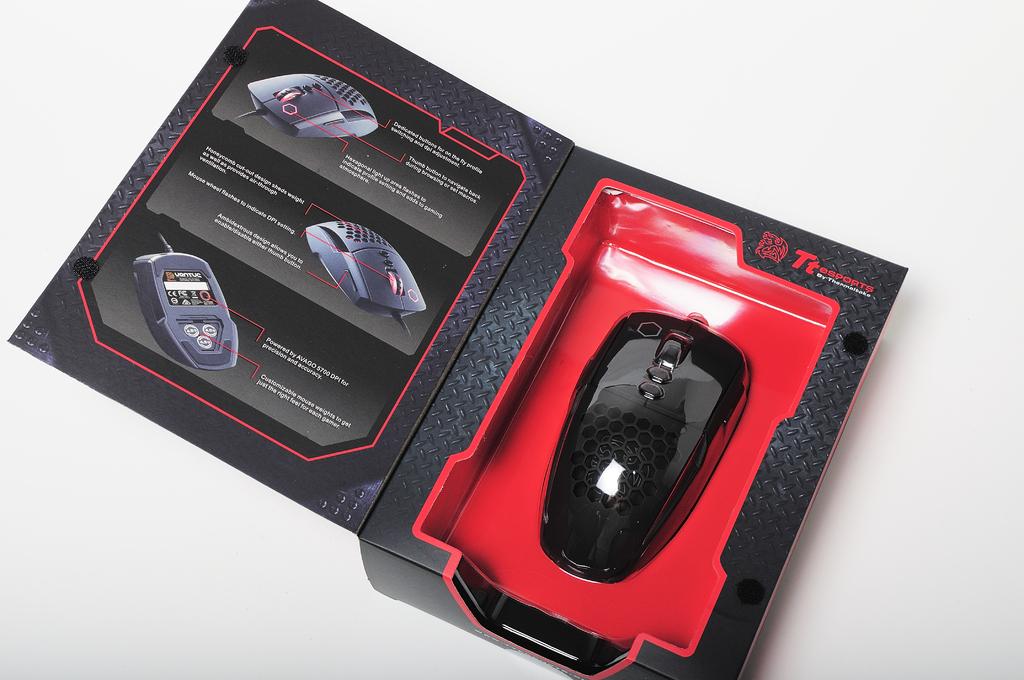 Dedicated buttons for on the fly profile
switching and dpi adjustment.
Thumb button to navigate back
during browsing or set macros
Hexagonal light up area flashes to
indicate profile setting and adds to gaming
atmosphere.
Honeycomb cut-out design sheds weight
as well as provides air-through
ventilation.
Mouse wheel flashes to indicate DPI setting
Ambidextrous design allows you to
enable/disable either thumb button.
VENTUS
Powered by AVAGO 5700 DPI for
precision and accuracy.
Customizable mouse weights to get
just the right feel for each gamer.
Tt eSPORTS
By Thermaltake